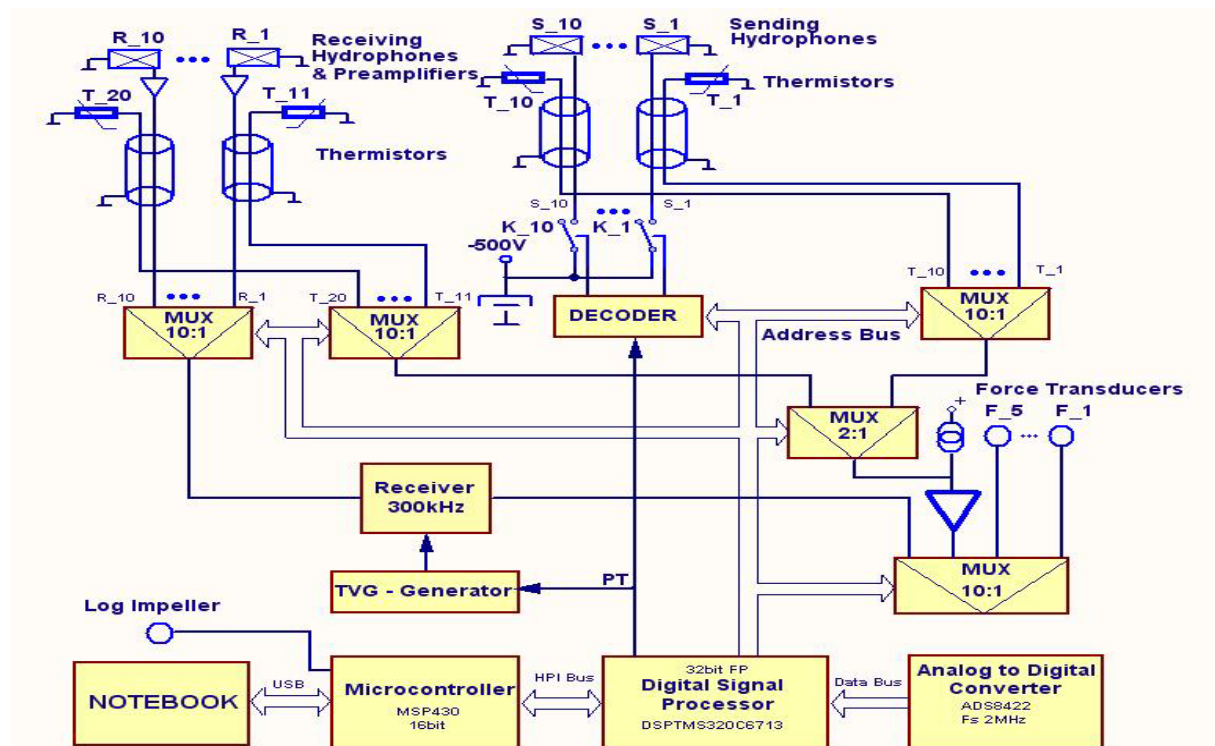 R_10
R_1
Receiving
Hydrophones
& Preamplifiers
S_10
S_1
Sending
Hydrophones
T_20
T_11
T_10
T_1
Thermistors
Thermistors
S_10
S_1
K_10
K_1
-500V
R_10
R_1
T_20
T_11
T_10
T_1
MUX
10:1
MUX
10:1
DECODER
MUX
10:1
Address Bus
Force Transducers
+
F_5
F_1
MUX
2:1
Receiver
300kHz
MUX
10:1
TVG - Generator
PT
Log Impeller
NOTEBOOK
USB
Microcontroller
MSP430
16bit
HPI Bus
32bit FP
Digital Signal
Processor
DSPTMS320C6713
Data Bus
Analog to Digital
Converter
ADS8422
Fs 2MHz